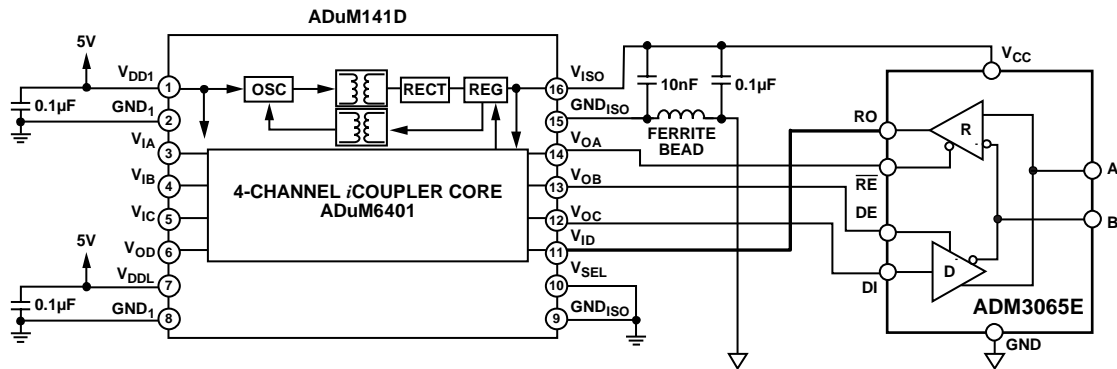 ADuM141D
5V
0.1µF
VDD1
1
GND1
2
VIA
3
VIB
4
VIC
5
VOD
6
5V
0.1µF
VDDL
7
GND1
8
OSC
RECT
REG
4-CHANNEL iCOUPLER CORE
ADuM6401
VISO
16
GNDISO
15
VOA
14
VOB
13
VOC
12
VID
11
VSEL
10
GNDISO
9
10nF
0.1µF
FERRITE
BEAD
VCC
RO
R
RE
DE
DI
D
A
B
ADM3065E
GND